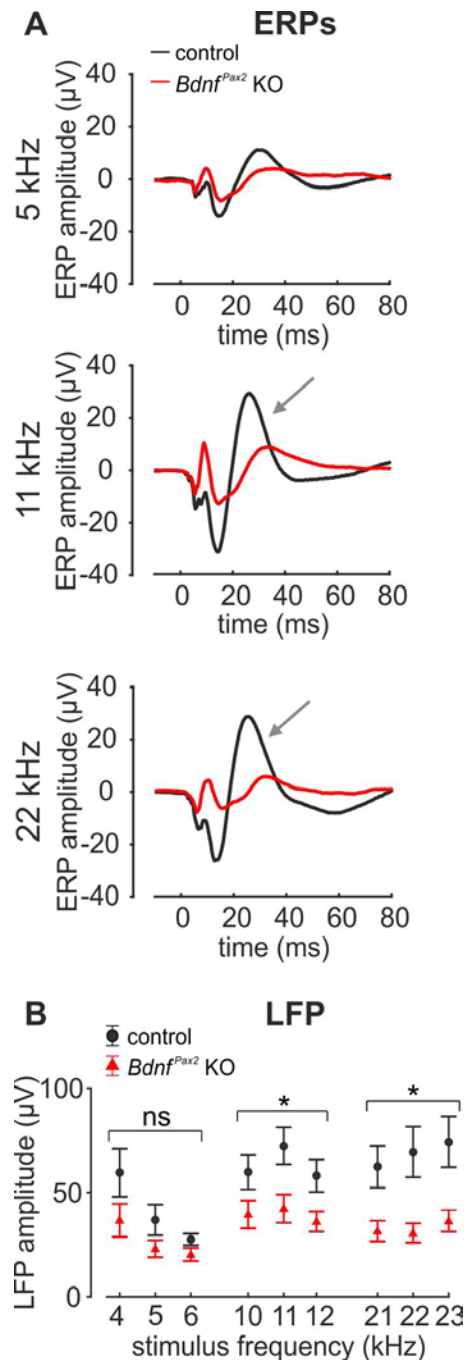 A ERPs
control
Bdnf^Pax2 KO
5 kHz
ERP amplitude (µV)
40
20
0
-20
-40
0 20 40 60 80
time (ms)
11 kHz
ERP amplitude (µV)
40
20
0
-20
-40
0 20 40 60 80
time (ms)
22 kHz
ERP amplitude (µV)
40
20
0
-20
-40
0 20 40 60 80
time (ms)
B LFP
control
Bdnf^Pax2 KO
LFP amplitude (µV)
100
50
0
ns * *
4 5 6 10 11 12 21 22 23
stimulus frequency (kHz)